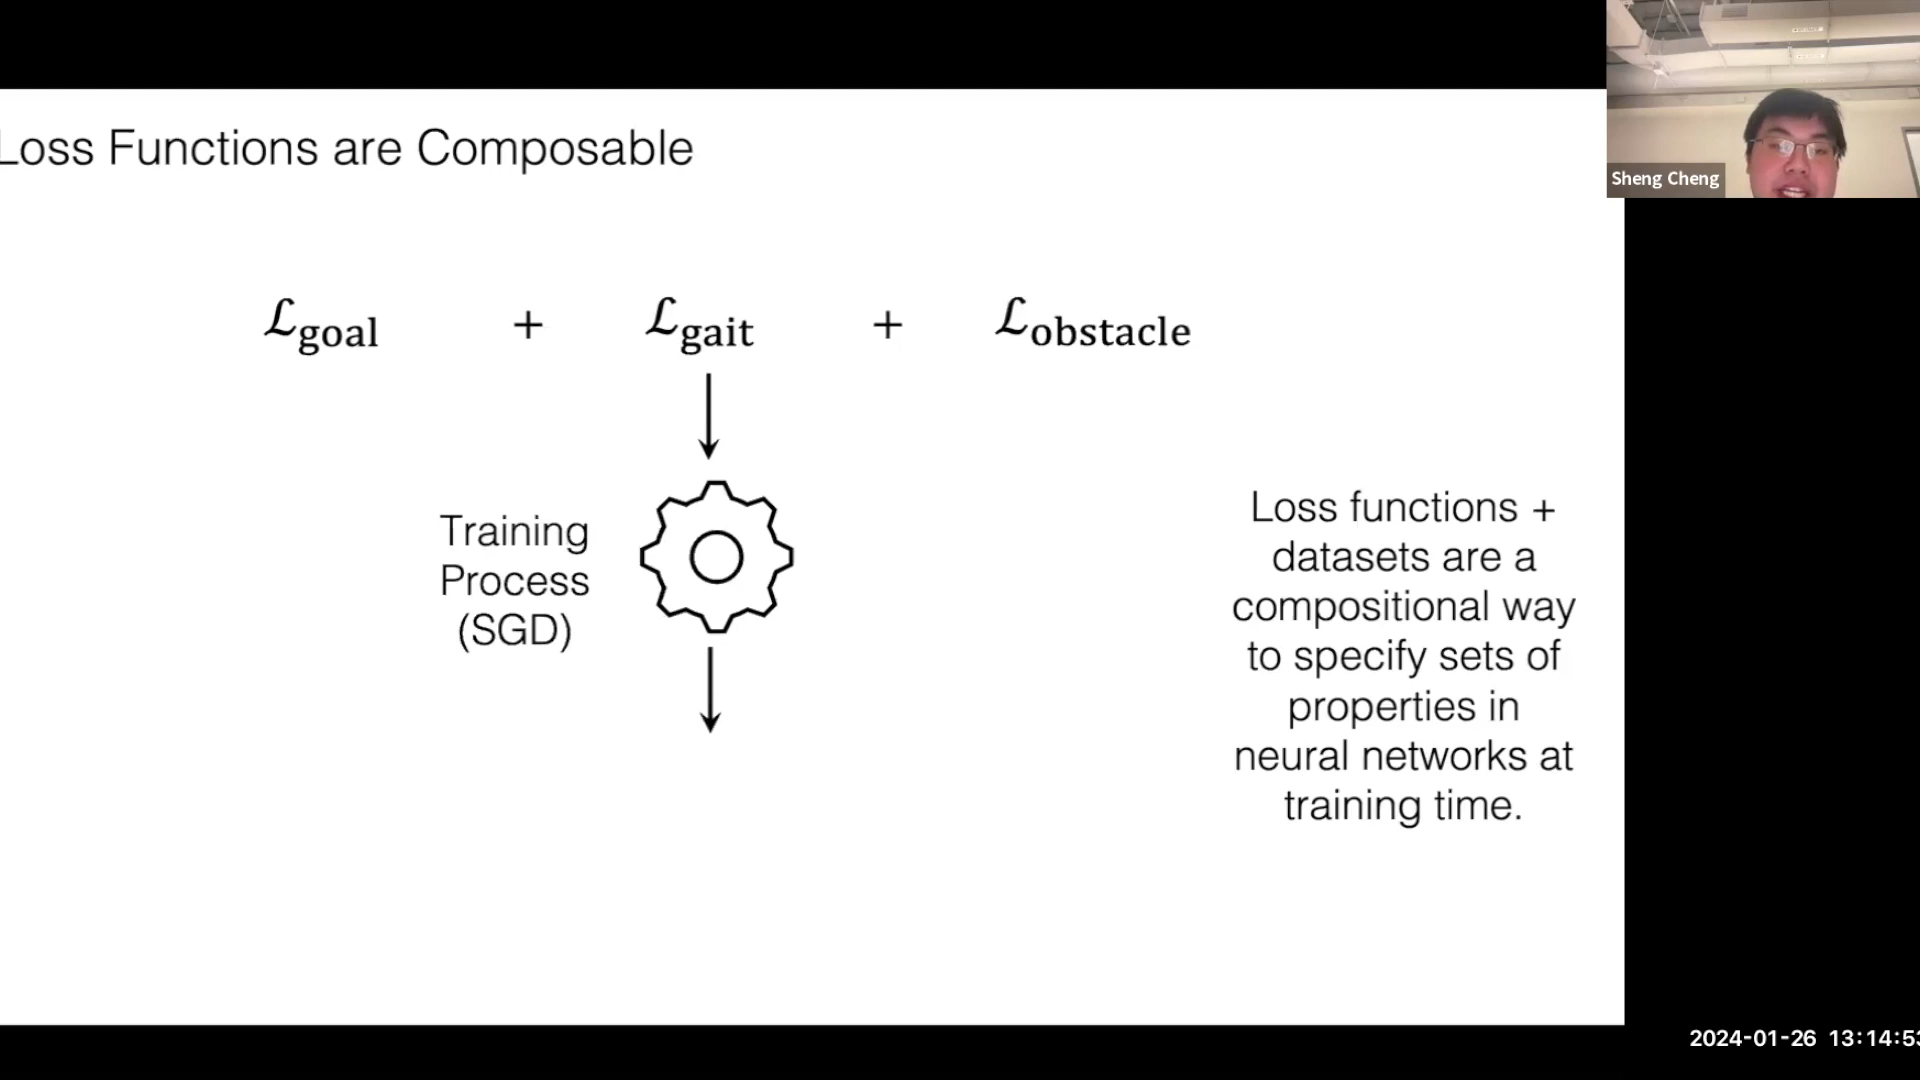 Loss Functions are Composable
Sheng Cheng
ℒgoal + ℒgait + ℒobstacle
Training
Process
(SGD)
Loss functions +
datasets are a
compositional way
to specify sets of
properties in
neural networks at
training time.
2024-01-26 13:14:53